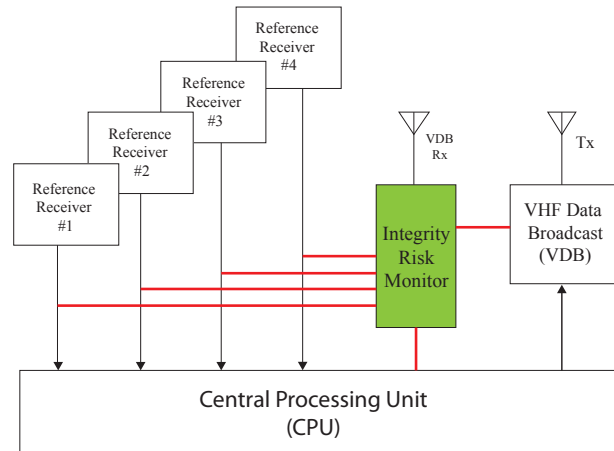 Reference
Receiver
#4
Reference
Receiver
#3
Reference
Receiver
#2
Reference
Receiver
#1
VDB
Rx
Tx
Integrity
Risk
Monitor
VHF Data
Broadcast
(VDB)
Central Processing Unit
(CPU)